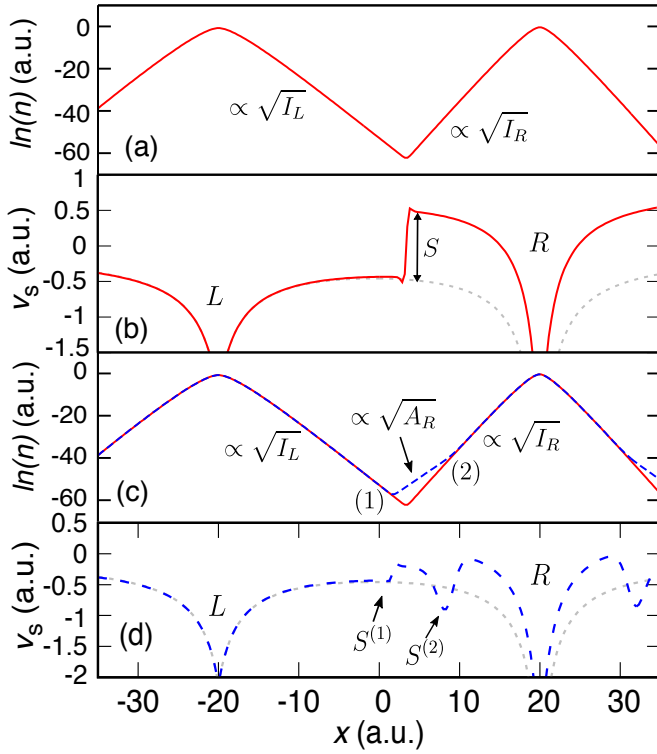 0
-20
-40
-60
ln(n) (a.u.)
∝ √I_L
∝ √I_R
(a)
1
0.5
0
-0.5
-1
-1.5
v_s (a.u.)
L
S
R
(b)
0
-20
-40
-60
ln(n) (a.u.)
∝ √A_R
∝ √I_L
∝ √I_R
(1)
(2)
(c)
0.5
0
-0.5
-1
-1.5
-2
v_s (a.u.)
L
R
S^(1)
S^(2)
(d)
-30 -20 -10 0 10 20 30
x (a.u.)